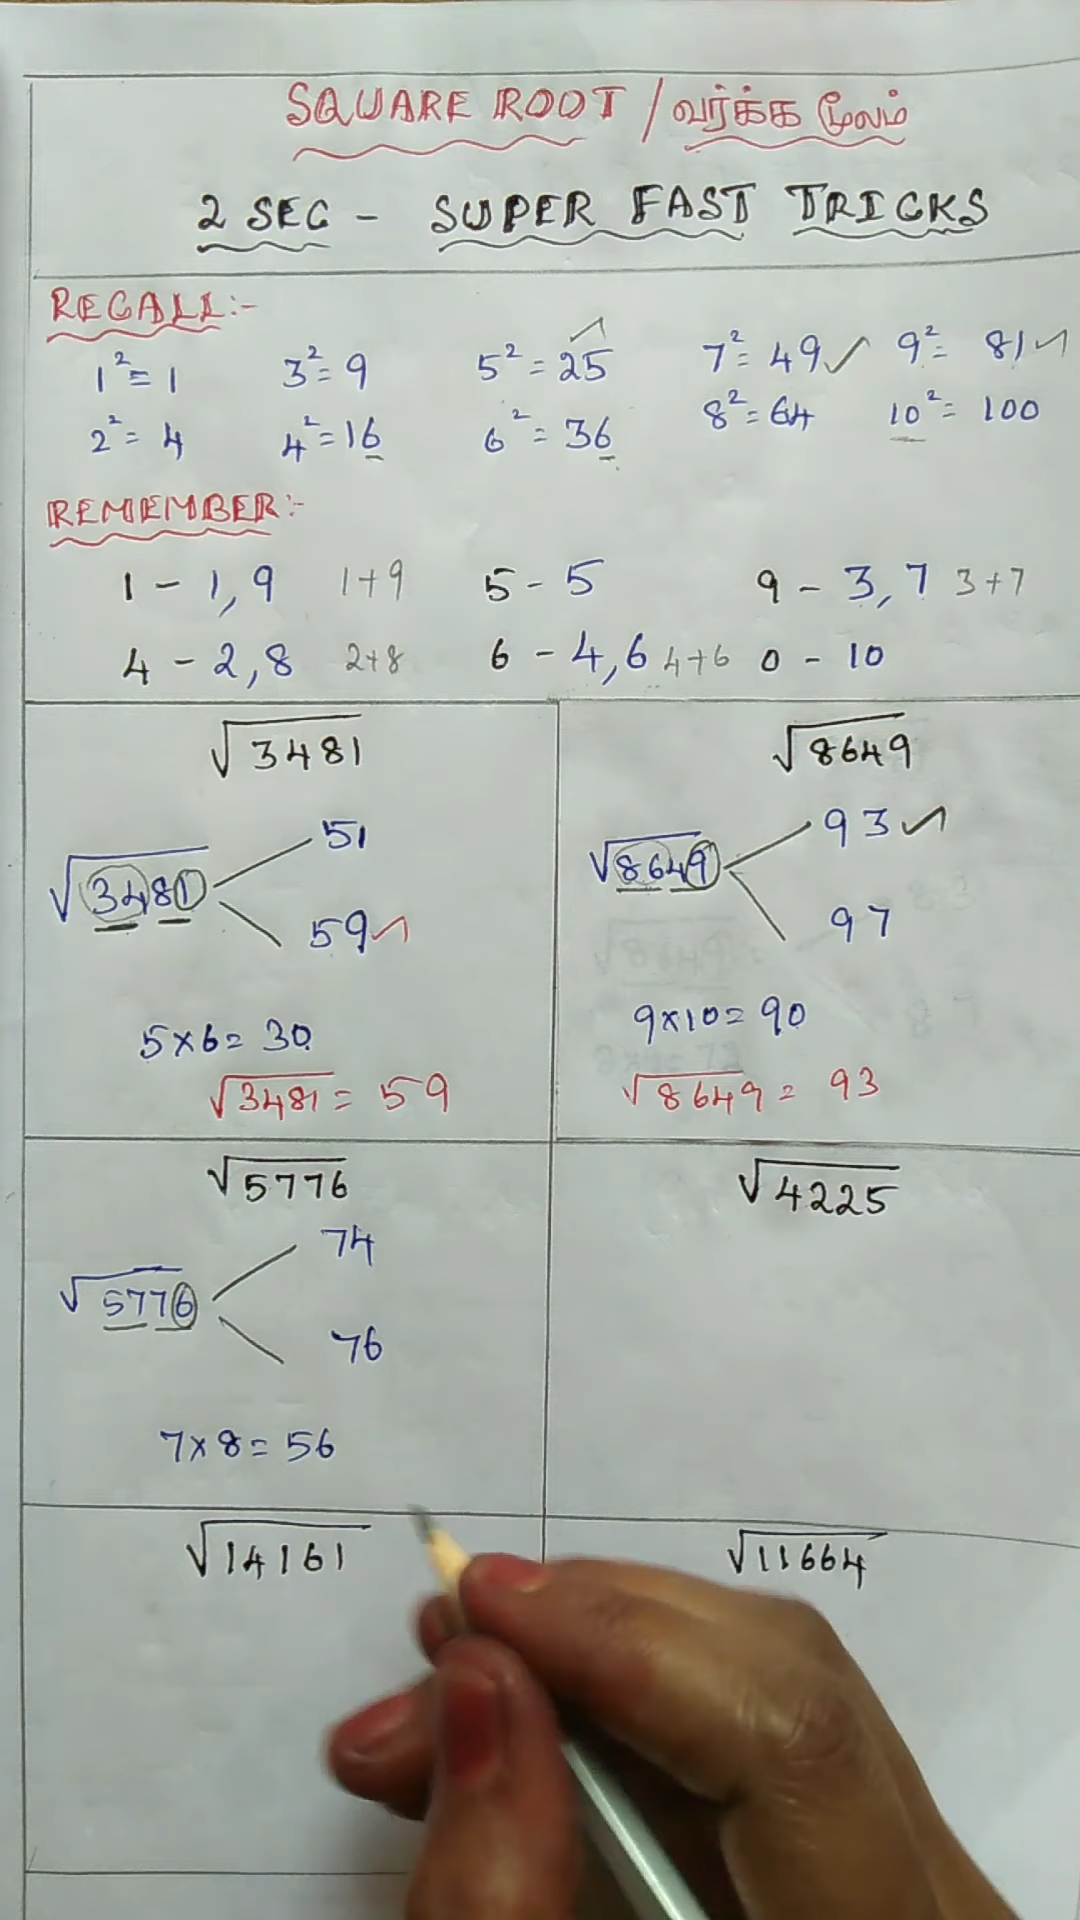 SQUARE ROOT / வர்க்க மூலம்
2 SEC - SUPER FAST TRICKS
RECALL:-
1² = 1 3² = 9 5² = 25 7² = 49 ✓ 9² = 81 ✓
2² = 4 4² = 16 6² = 36 8² = 64 10² = 100
REMEMBER:-
1 - 1, 9 1+9 5 - 5 9 - 3, 7 3+7
4 - 2, 8 2+8 6 - 4, 6 4+6 0 - 10
√3481
51
√3481
59 ✓
5×6 = 30
√3481 = 59
√8649
93 ✓
√8649
97
9×10 = 90
√8649 = 93
√5776
74
√5776
76
7×8 = 56
√4225
√14161
√11664